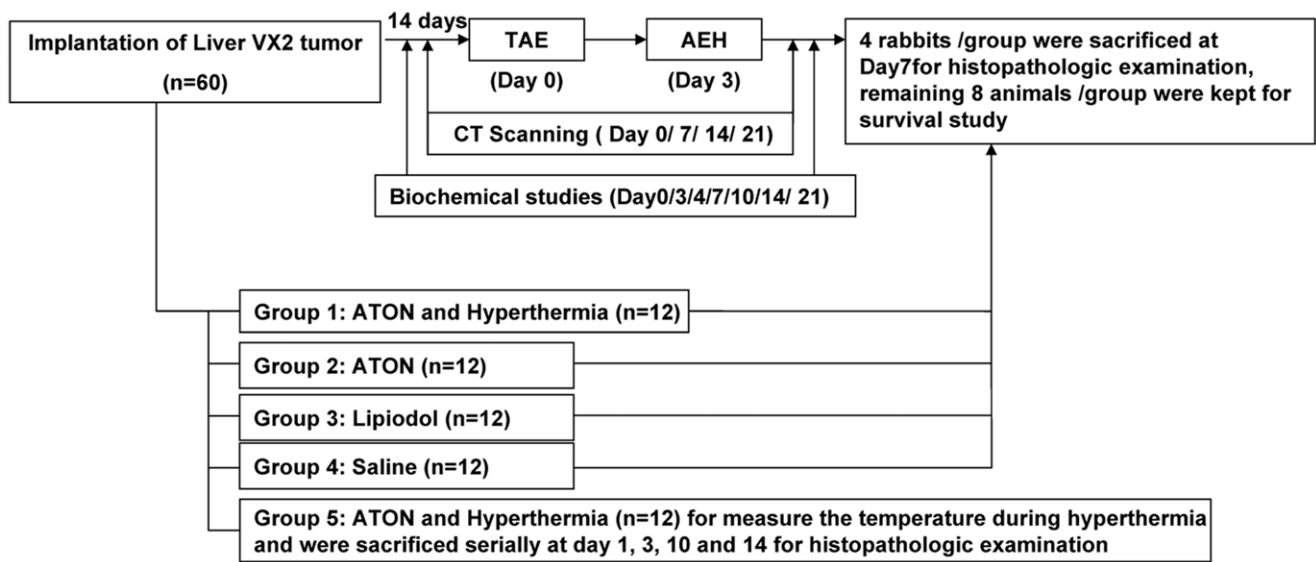 Implantation of Liver VX2 tumor
(n=60)
14 days
TAE
(Day 0)
AEH
(Day 3)
4 rabbits /group were sacrificed at
Day7for histopathologic examination,
remaining 8 animals /group were kept for
survival study
CT Scanning ( Day 0/ 7/ 14/ 21)
Biochemical studies (Day0/3/4/7/10/14/ 21)
Group 1: ATON and Hyperthermia (n=12)
Group 2: ATON (n=12)
Group 3: Lipiodol (n=12)
Group 4: Saline (n=12)
Group 5: ATON and Hyperthermia (n=12) for measure the temperature during hyperthermia
and were sacrificed serially at day 1, 3, 10 and 14 for histopathologic examination